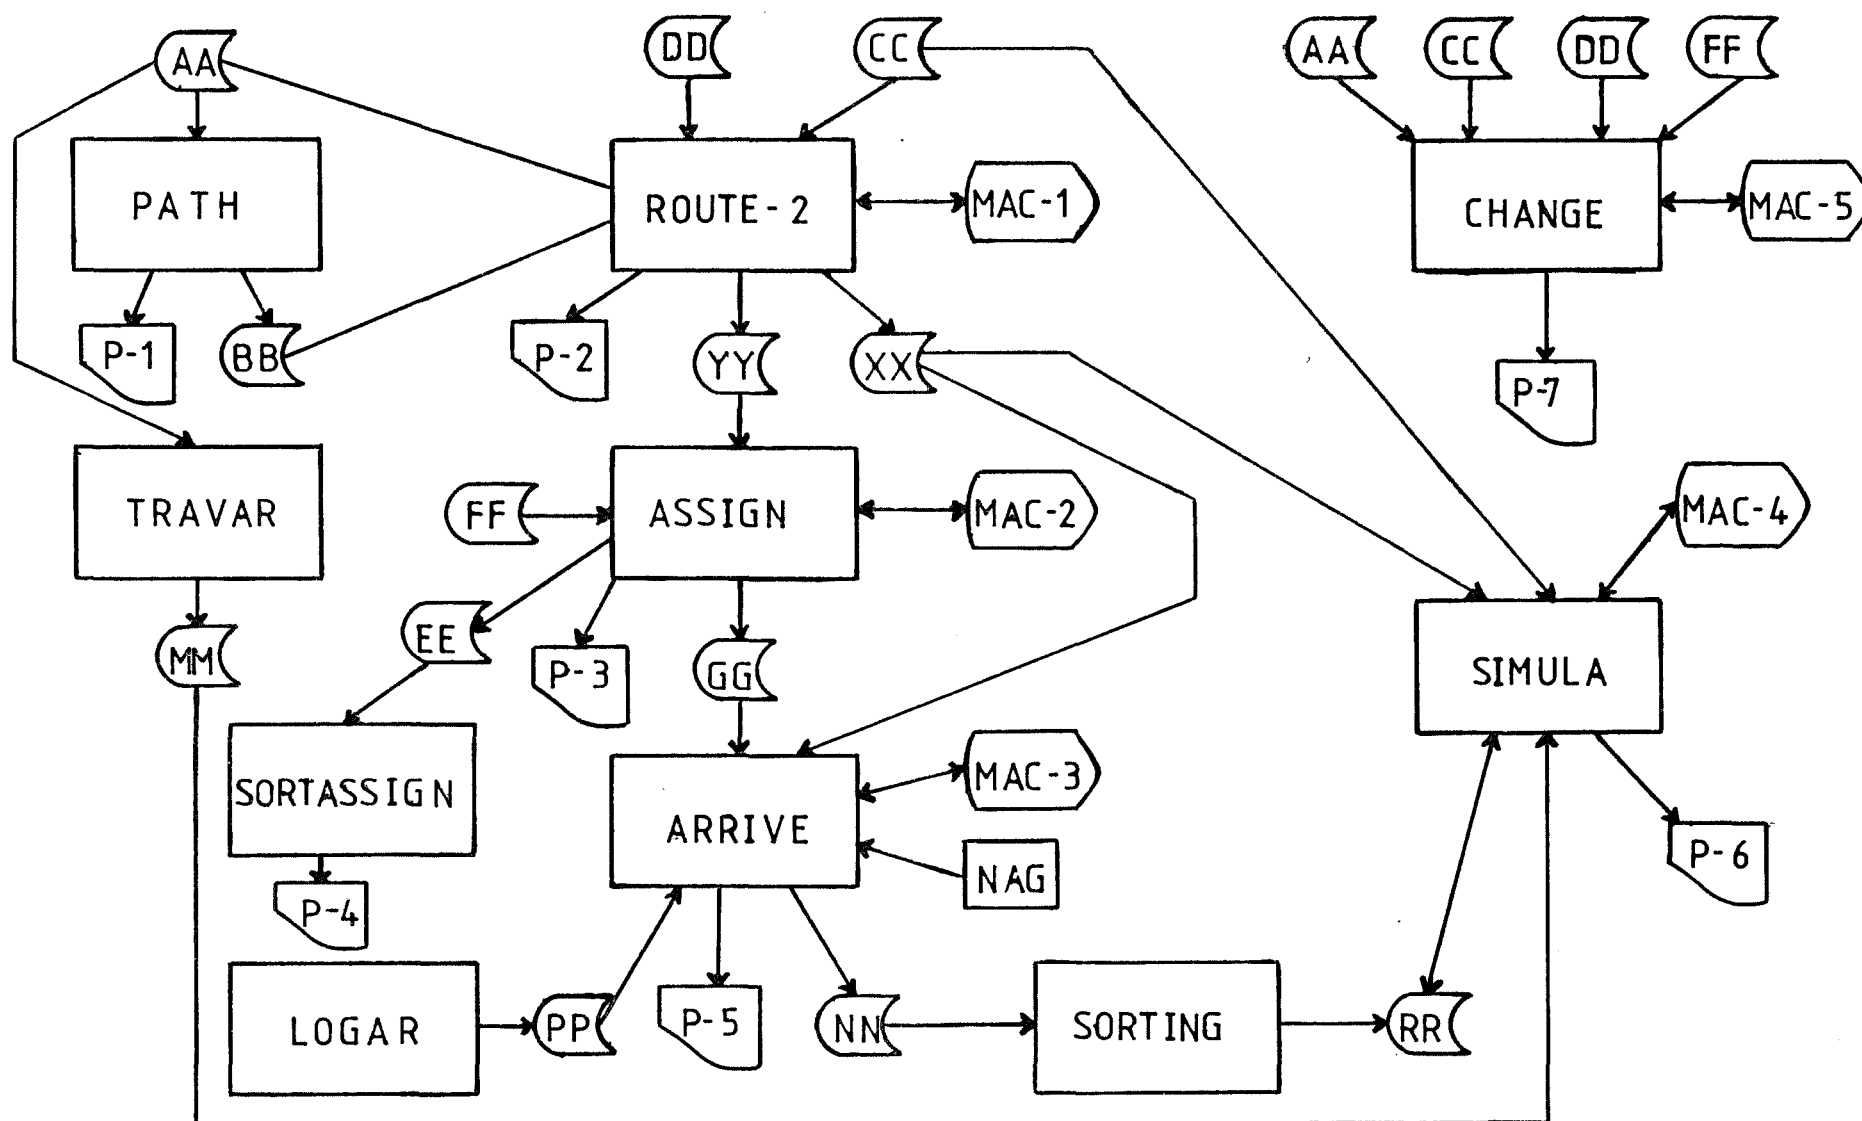 AA
DD
CC
AA
CC
DD
FF
PATH
ROUTE-2
MAC-1
CHANGE
MAC-5
P-1
BB
P-2
YY
XX
P-7
TRAVAR
FF
ASSIGN
MAC-2
MAC-4
MM
EE
P-3
GG
SIMULA
SORTASSIGN
ARRIVE
MAC-3
NAG
P-6
P-4
LOGAR
PP
P-5
NN
SORTING
RR